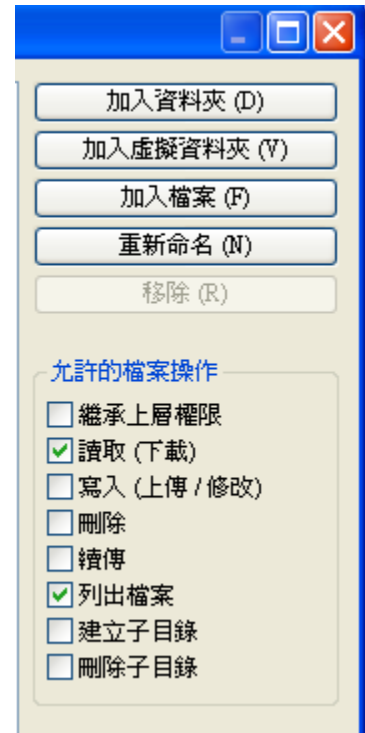 加入資料夾 (D)
加入虛擬資料夾 (V)
加入檔案 (F)
重新命名 (N)
移除 (R)
允許的檔案操作
繼承上層權限
讀取 (下載)
寫入 (上傳 / 修改)
刪除
續傳
列出檔案
建立子目錄
刪除子目錄